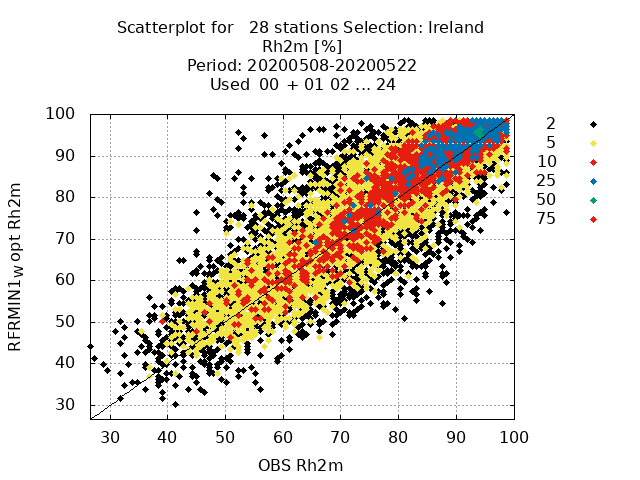 Scatterplot for   28 stations Selection: Ireland
Rh2m [%]
Period: 20200508-20200522
Used  00 + 01 02 ... 24
RFRMIN1w opt Rh2m
100
90
80
70
60
50
40
30
30 40 50 60 70 80 90 100
OBS Rh2m
2
5
10
25
50
75